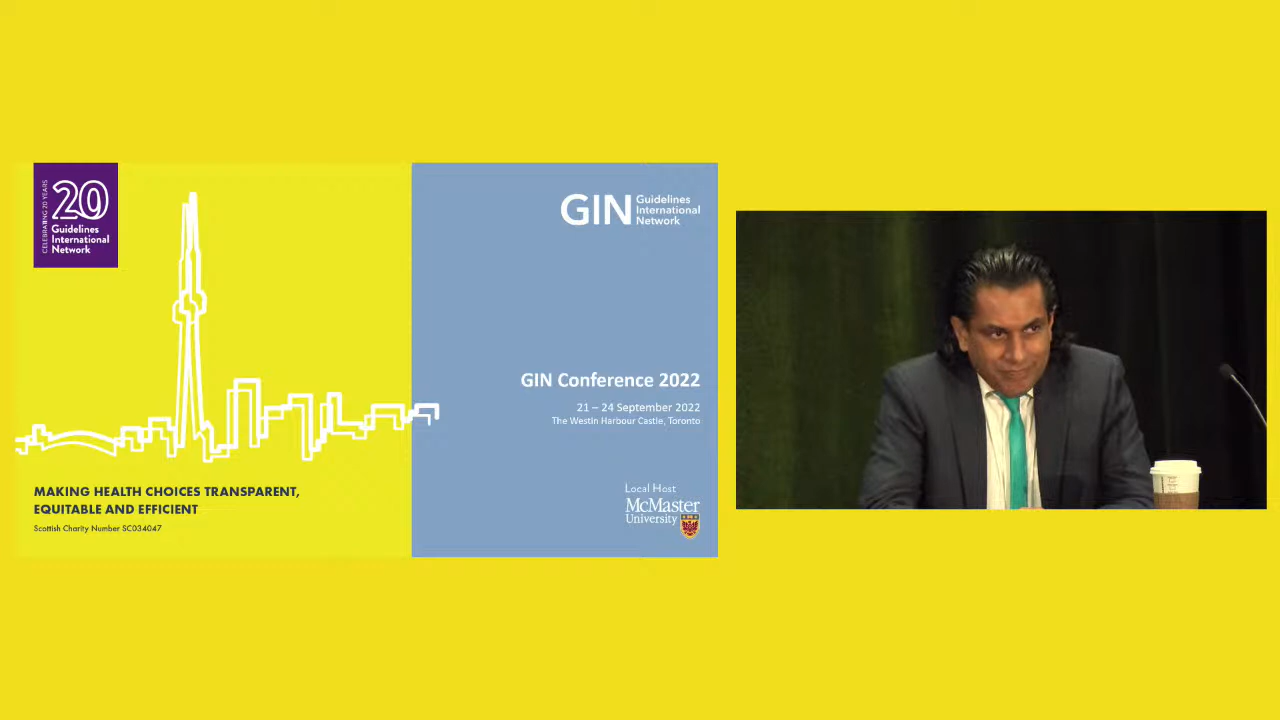 CELEBRATING 20 YEARS
20
Guidelines
International
Network
GIN
Guidelines
International
Network
GIN Conference 2022
21 – 24 September 2022
The Westin Harbour Castle, Toronto
MAKING HEALTH CHOICES TRANSPARENT,
EQUITABLE AND EFFICIENT
Scottish Charity Number SC034047
Local Host
McMaster
University